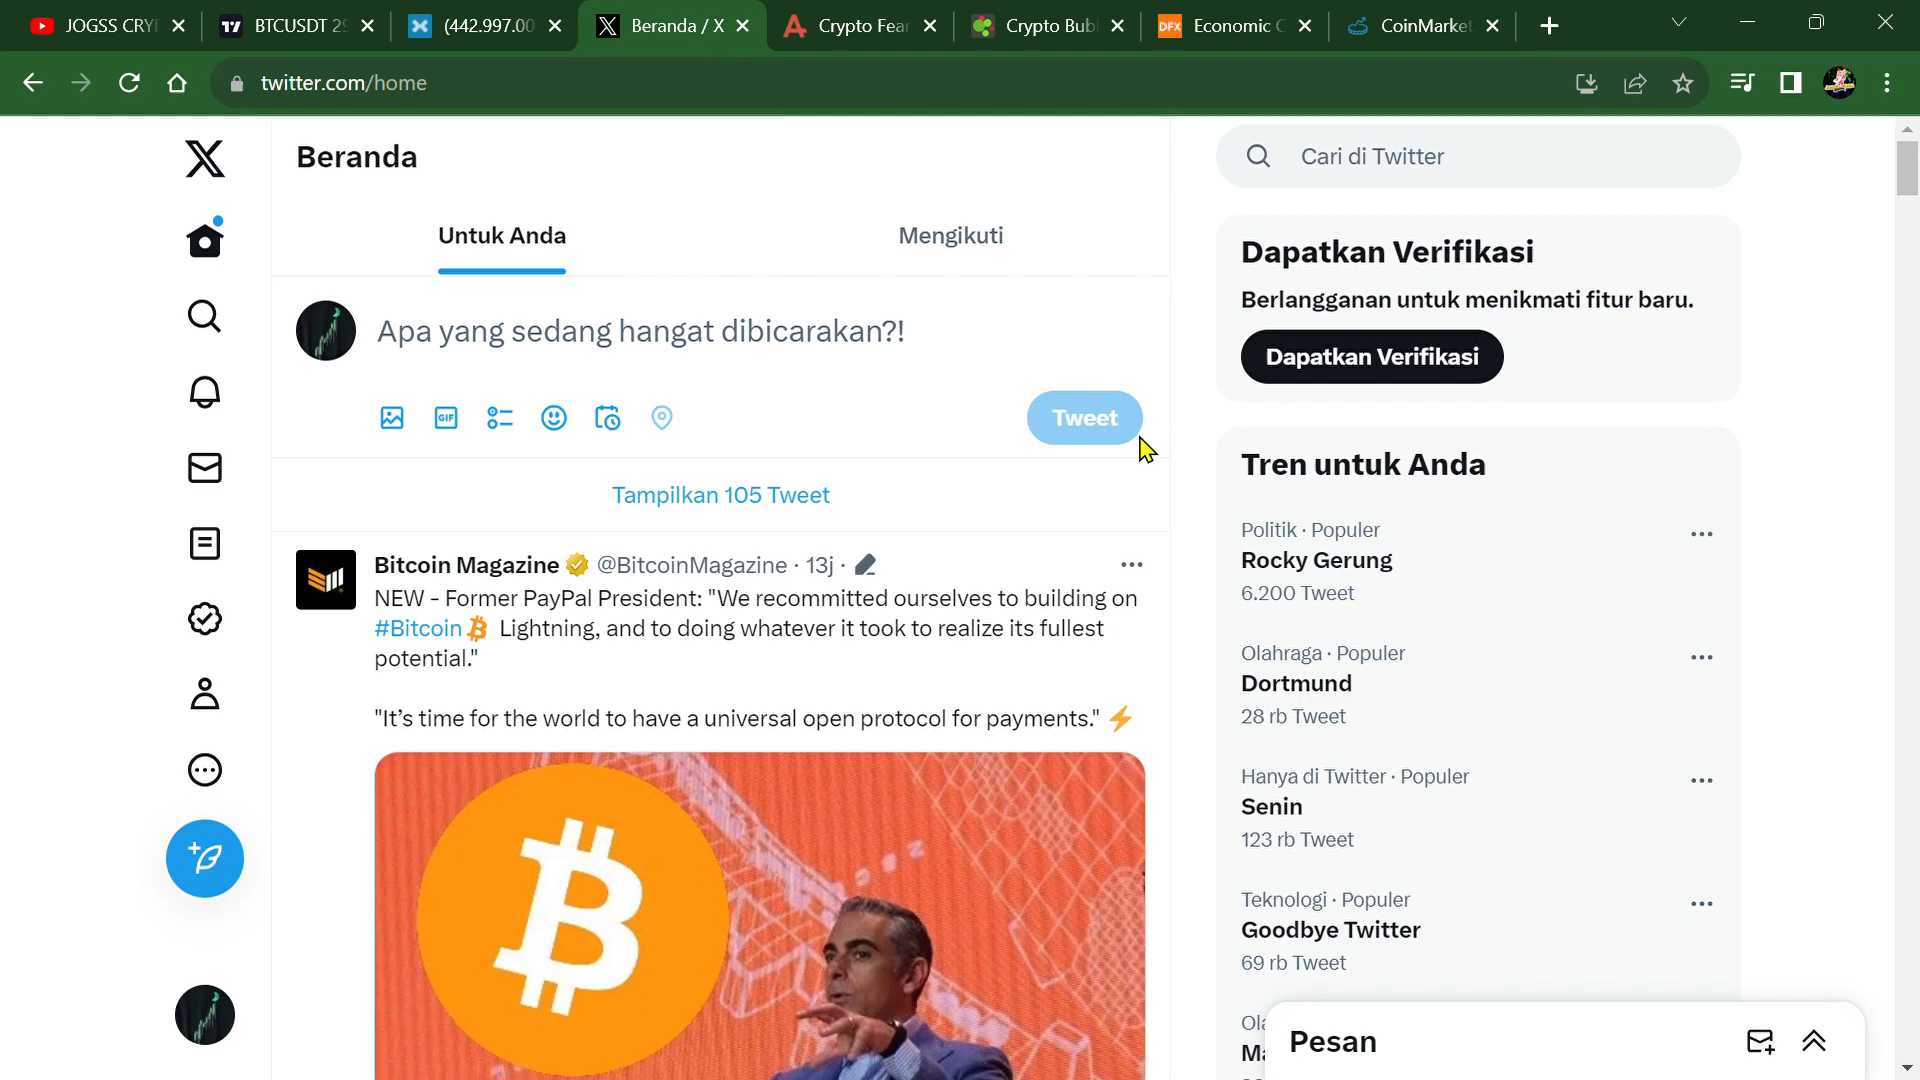 JOGSS CRY
BTCUSDT 2
(442.997.00
Beranda / X
Crypto Fear
Crypto Bub
Economic C
CoinMarket
twitter.com/home
Beranda
Cari di Twitter
Untuk Anda
Mengikuti
Dapatkan Verifikasi
Berlangganan untuk menikmati fitur baru.
Dapatkan Verifikasi
Apa yang sedang hangat dibicarakan?!
GIF
Tweet
Tampilkan 105 Tweet
Bitcoin Magazine @BitcoinMagazine · 13j ·
NEW - Former PayPal President: "We recommitted ourselves to building on
#Bitcoin Lightning, and to doing whatever it took to realize its fullest
potential."
"It’s time for the world to have a universal open protocol for payments." ⚡
Tren untuk Anda
Politik · Populer
Rocky Gerung
6.200 Tweet
Olahraga · Populer
Dortmund
28 rb Tweet
Hanya di Twitter · Populer
Senin
123 rb Tweet
Teknologi · Populer
Goodbye Twitter
69 rb Tweet
Pesan